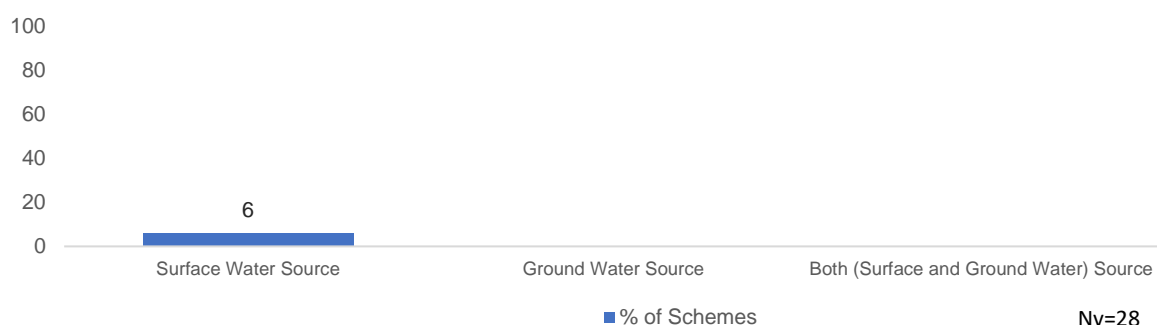 100
80
60
40
20
0
6
Surface Water Source
Ground Water Source
Both (Surface and Ground Water) Source
% of Schemes
Nv=28